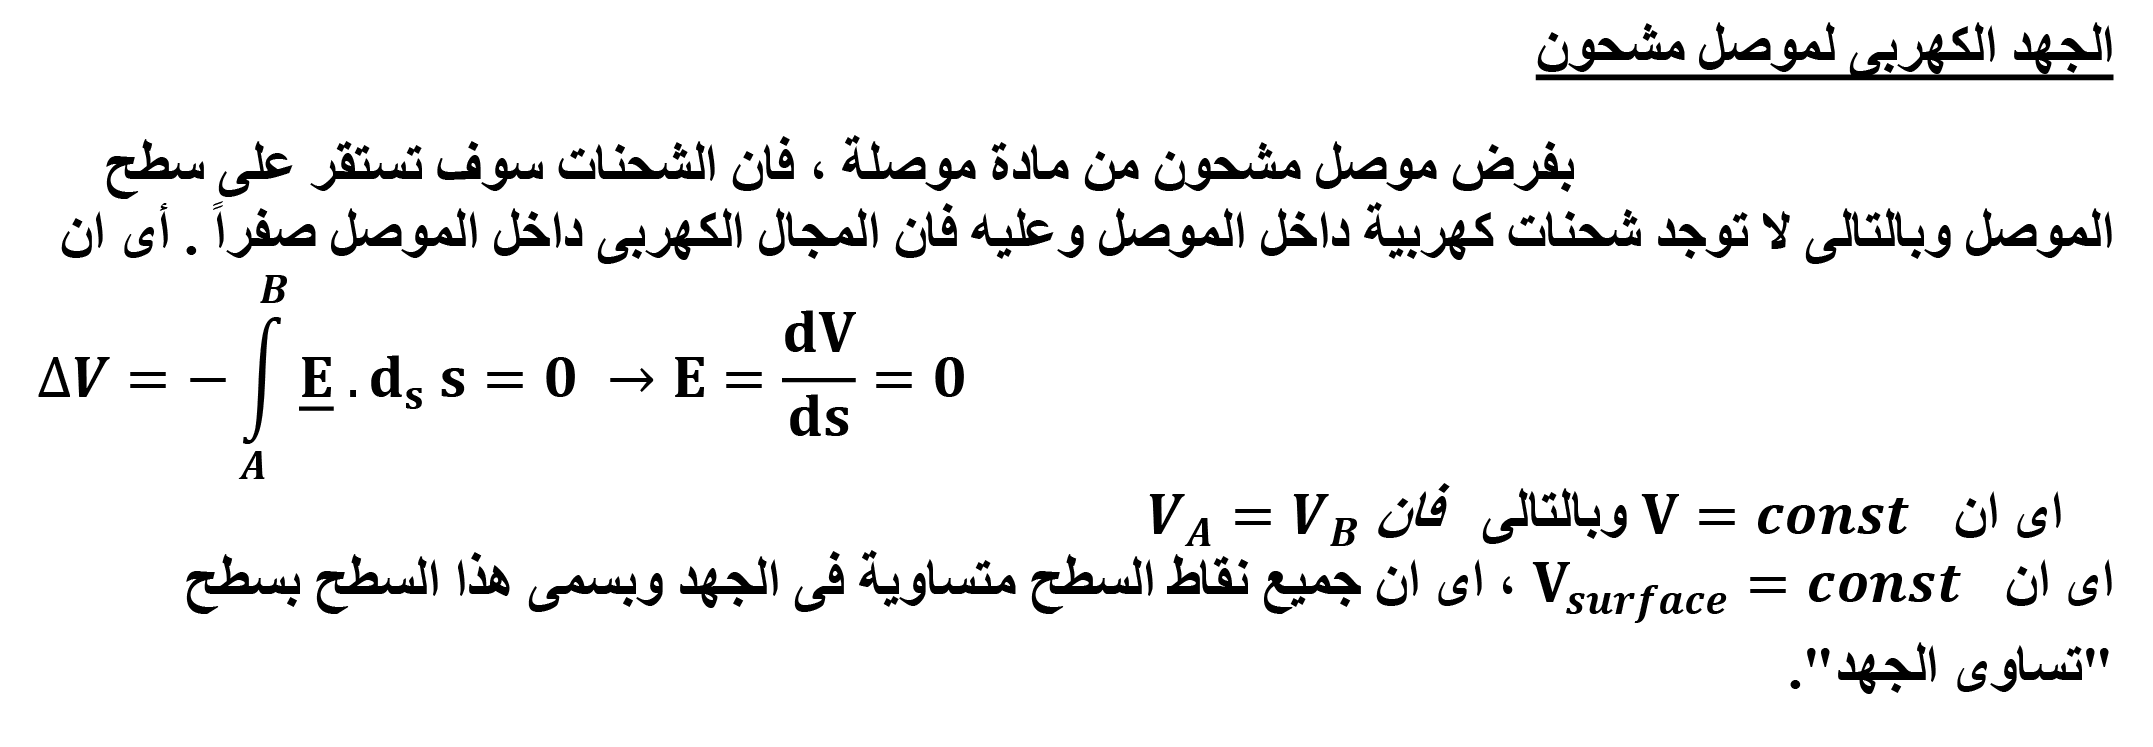 الجهد الكهربى لموصل مشحون
بفرض موصل مشحون من مادة موصلة ، فان الشحنات سوف تستقر على سطح
الموصل وبالتالى لا توجد شحنات كهربية داخل الموصل وعليه فان المجال الكهربى داخل الموصل صفراً . أى ان
ΔV = − ∫_A^B E . d_s s = 0 → E = dV/ds = 0
اى ان V = const وبالتالى فان V_A = V_B
اى ان V_surface = const ، اى ان جميع نقاط السطح متساوية فى الجهد وبسمى هذا السطح بسطح
"تساوى الجهد".